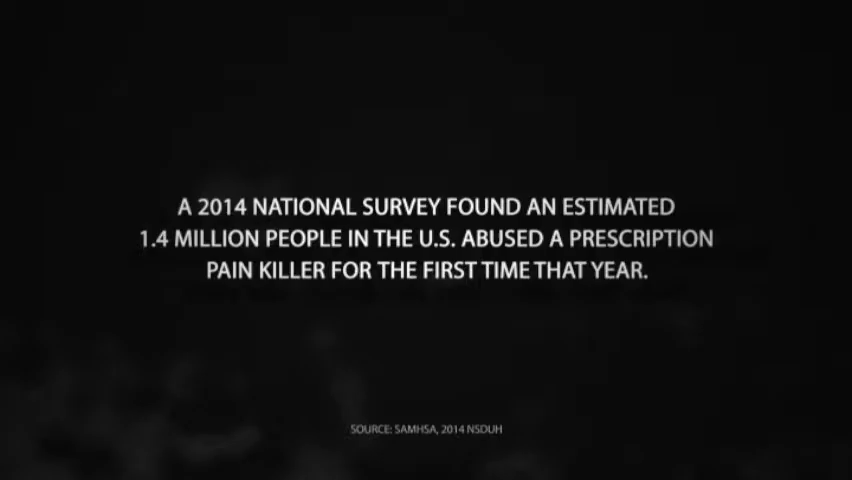 A 2014 NATIONAL SURVEY FOUND AN ESTIMATED
1.4 MILLION PEOPLE IN THE U.S. ABUSED A PRESCRIPTION
PAIN KILLER FOR THE FIRST TIME THAT YEAR.
SOURCE: SAMHSA, 2014 NSDUH